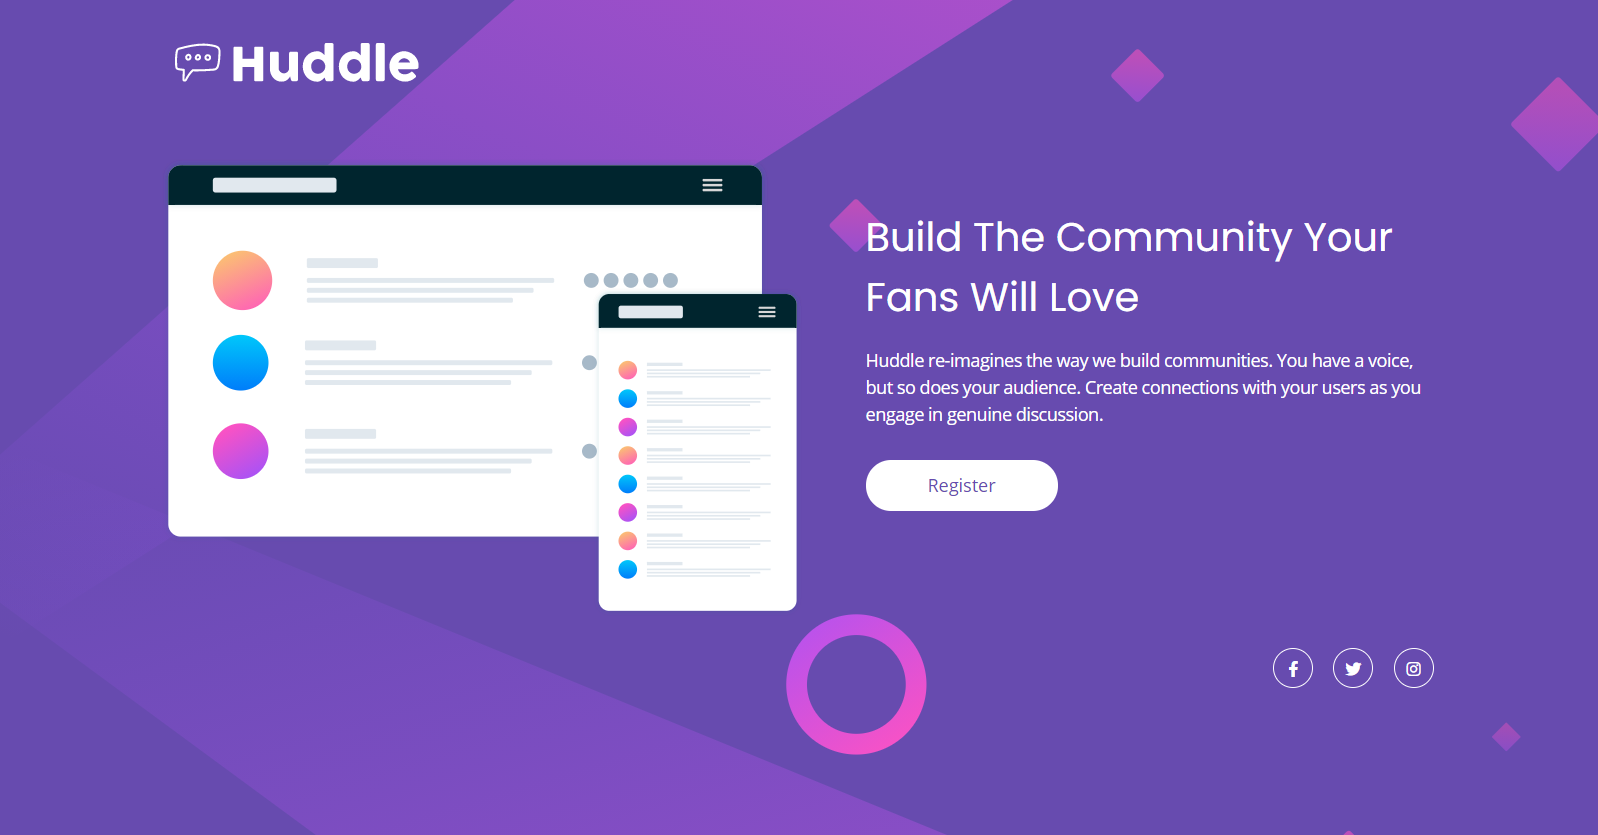 Huddle
Build The Community Your
Fans Will Love
Huddle re-imagines the way we build communities. You have a voice,
but so does your audience. Create connections with your users as you
engage in genuine discussion.
Register